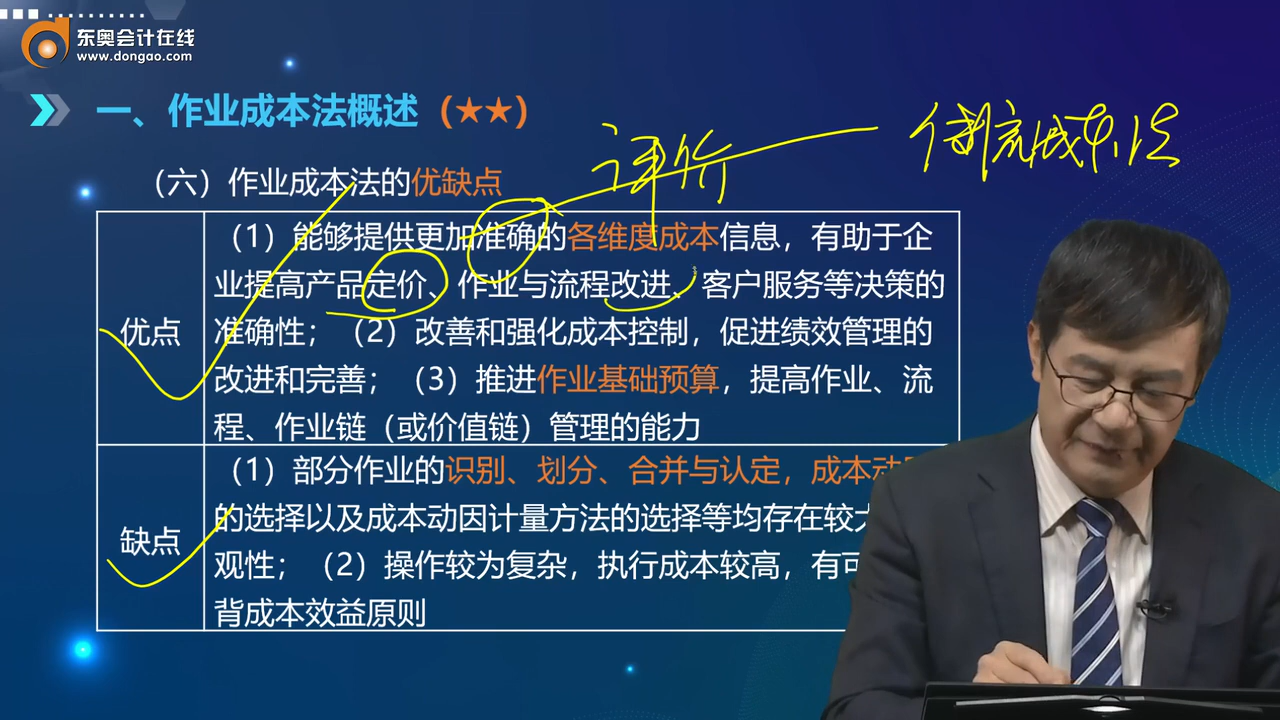 东奥会计在线
www.dongao.com
一、作业成本法概述（★★）
评价
（六）作业成本法的优缺点
优点
（1）能够提供更加准确的各维度成本信息，有助于企
业提高产品定价、作业与流程改进、客户服务等决策的
准确性；（2）改善和强化成本控制，促进绩效管理的
改进和完善；（3）推进作业基础预算，提高作业、流
程、作业链（或价值链）管理的能力
缺点
（1）部分作业的识别、划分、合并与认定，成本动
的选择以及成本动因计量方法的选择等均存在较
观性；（2）操作较为复杂，执行成本较高，有可
背成本效益原则